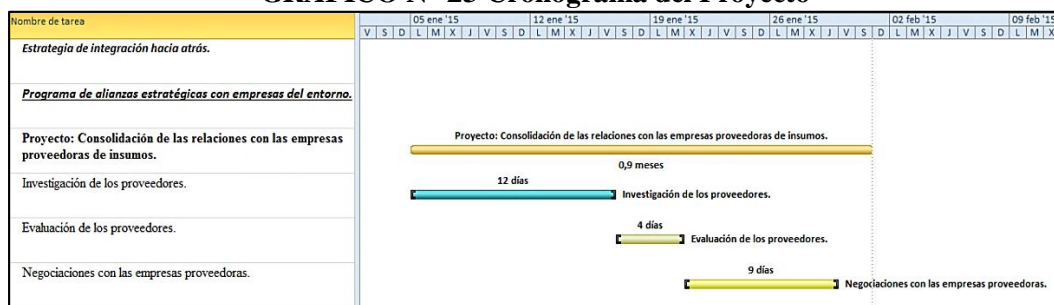 GRÁFICO N° 25 Cronograma del Proyecto
Nombre de tarea
05 ene '15 12 ene '15 19 ene '15 26 ene '15 02 feb '15 09 feb '15
V S D L M X J V S D L M X J V S D L M X J V S D L M X J V S D L M X J V S D L M X
Estrategia de integración hacia atrás.
Programa de alianzas estratégicas con empresas del entorno.
Proyecto: Consolidación de las relaciones con las empresas
proveedoras de insumos.
Proyecto: Consolidación de las relaciones con las empresas proveedoras de insumos.
0,9 meses
Investigación de los proveedores.
12 días
Investigación de los proveedores.
Evaluación de los proveedores.
4 días
Evaluación de los proveedores.
Negociaciones con las empresas proveedoras.
9 días
Negociaciones con las empresas proveedoras.